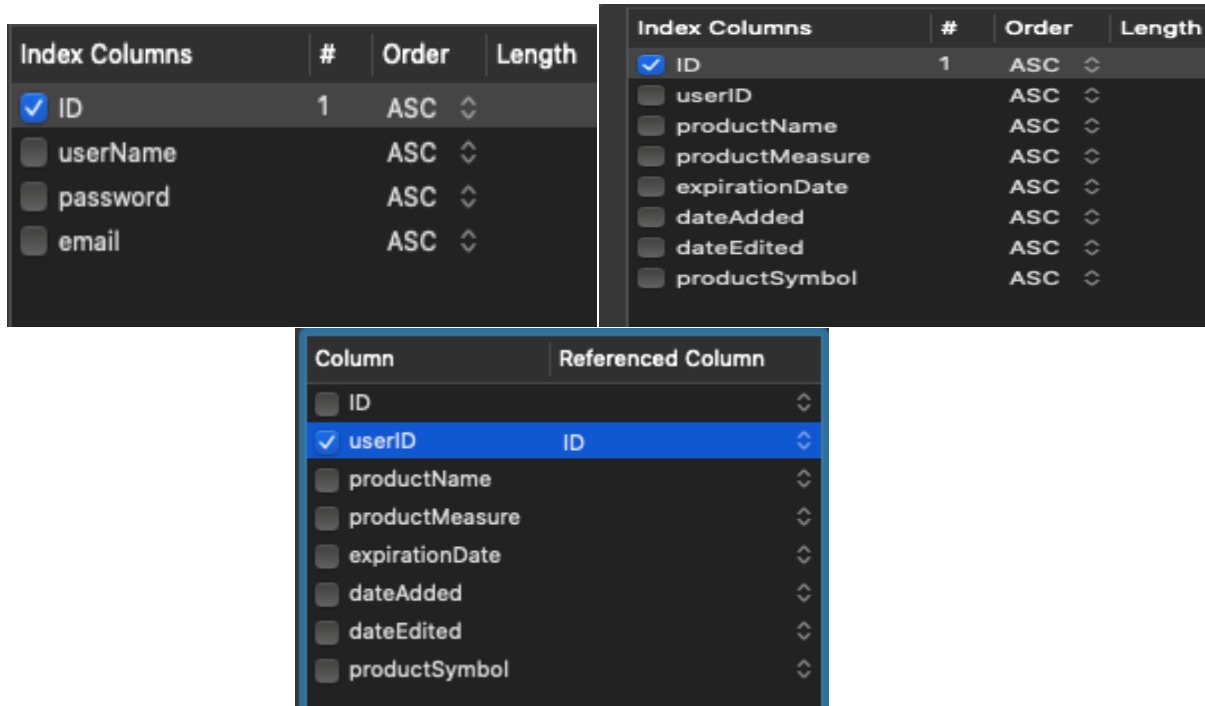 Index Columns # Order Length
ID 1 ASC
userName ASC
password ASC
email ASC
Index Columns # Order Length
ID 1 ASC
userID ASC
productName ASC
productMeasure ASC
expirationDate ASC
dateAdded ASC
dateEdited ASC
productSymbol ASC
Column Referenced Column
ID
userID ID
productName
productMeasure
expirationDate
dateAdded
dateEdited
productSymbol